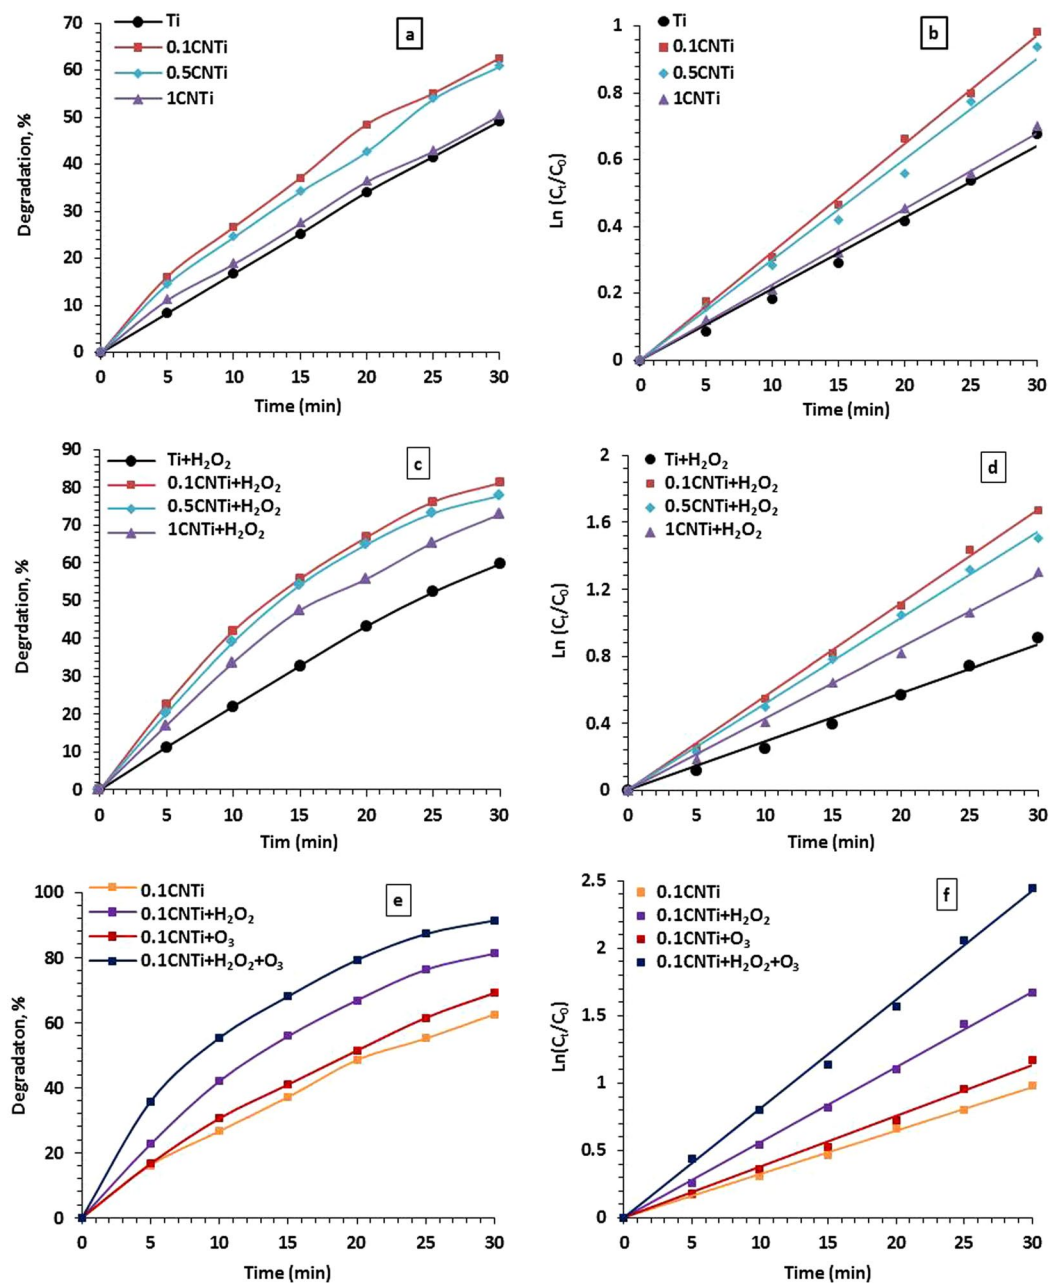 a
Ti
0.1CNTi
0.5CNTi
1CNTi
Degradation, %
70
60
50
40
30
20
10
0
0 5 10 15 20 25 30
Time (min)
b
Ti
0.1CNTi
0.5CNTi
1CNTi
Ln (Ct/C0)
1
0.8
0.6
0.4
0.2
0
0 5 10 15 20 25 30
Time (min)
c
Ti+H2O2
0.1CNTi+H2O2
0.5CNTi+H2O2
1CNTi+H2O2
Degrdation, %
90
80
70
60
50
40
30
20
10
0
0 5 10 15 20 25 30
Tim (min)
d
Ti+H2O2
0.1CNTi+H2O2
0.5CNTi+H2O2
1CNTi+H2O2
Ln (Ct/C0)
2
1.6
1.2
0.8
0.4
0
0 5 10 15 20 25 30
Time (min)
e
0.1CNTi
0.1CNTi+H2O2
0.1CNTi+O3
0.1CNTi+H2O2+O3
Degradaton, %
100
80
60
40
20
0
0 5 10 15 20 25 30
Time (min)
f
0.1CNTi
0.1CNTi+H2O2
0.1CNTi+O3
0.1CNTi+H2O2+O3
Ln(Ct/C0)
2.5
2
1.5
1
0.5
0
0 5 10 15 20 25 30
Time (min)